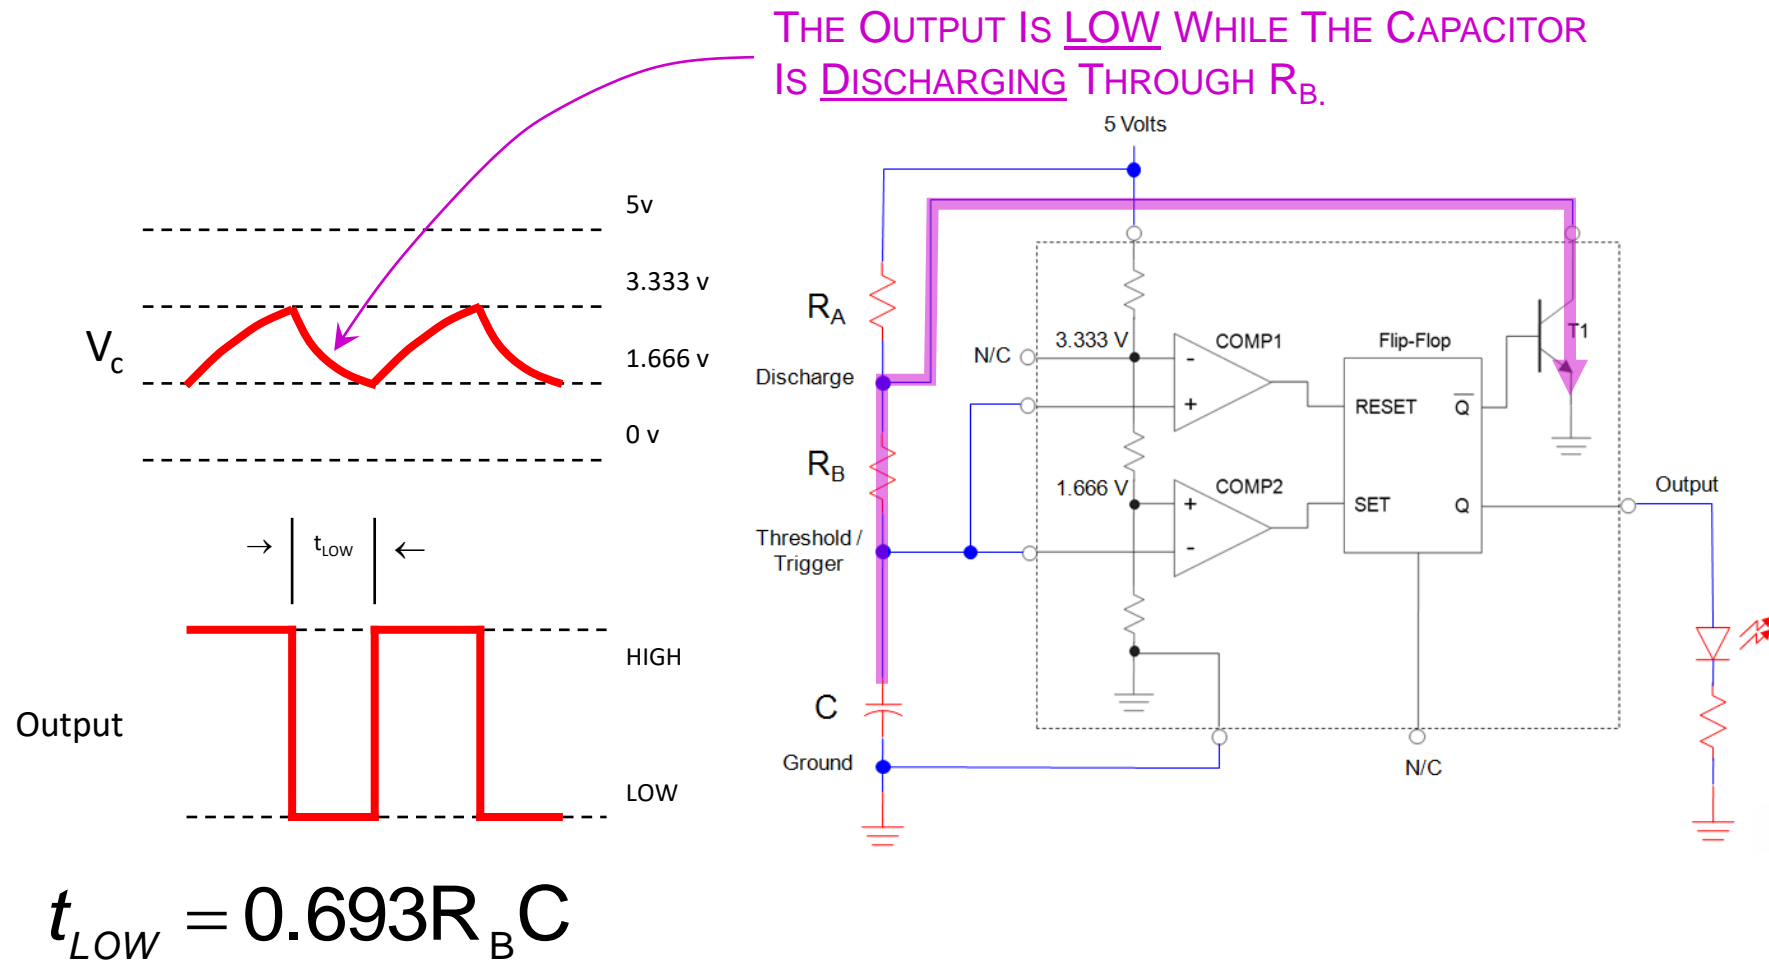 THE OUTPUT IS LOW WHILE THE CAPACITOR
IS DISCHARGING THROUGH RB.
5 Volts
5v
3.333 v
Vc
1.666 v
0 v
→ tLOW ←
HIGH
Output
LOW
tLOW = 0.693RBC
RA
N/C
3.333 V
COMP1
-
+
Flip-Flop
T1
Discharge
RESET
Q
RB
1.666 V
COMP2
+
-
SET
Q
Output
Threshold /
Trigger
C
Ground
N/C